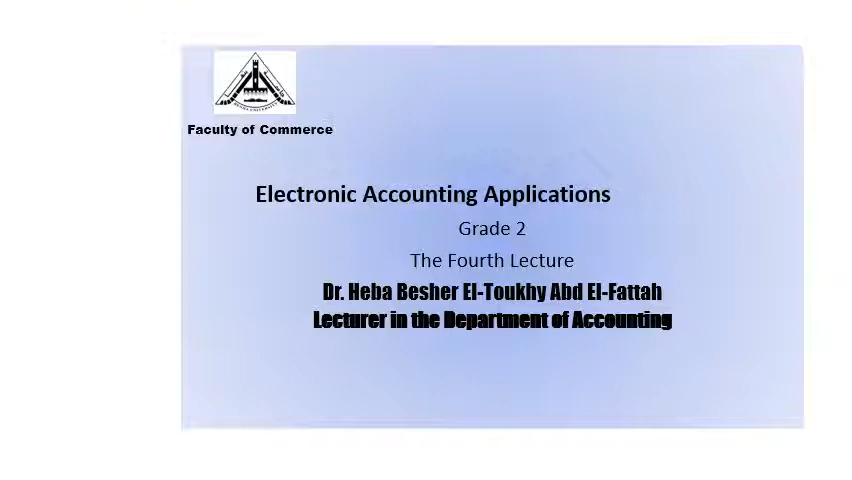 Faculty of Commerce
Electronic Accounting Applications
Grade 2
The Fourth Lecture
Dr. Heba Besher El-Toukhy Abd El-Fattah
Lecturer in the Department of Accounting